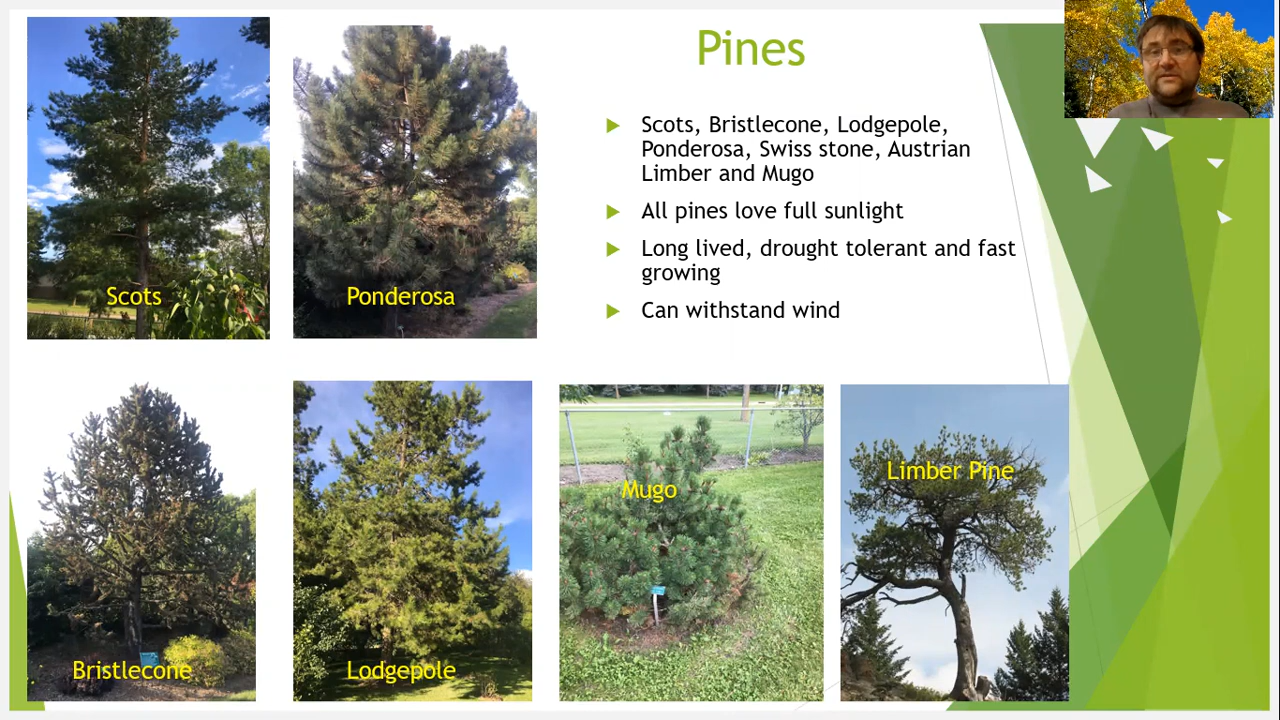 Pines
Scots, Bristlecone, Lodgepole,
Ponderosa, Swiss stone, Austrian
Limber and Mugo
All pines love full sunlight
Long lived, drought tolerant and fast
growing
Can withstand wind
Scots
Ponderosa
Bristlecone
Lodgepole
Mugo
Limber Pine